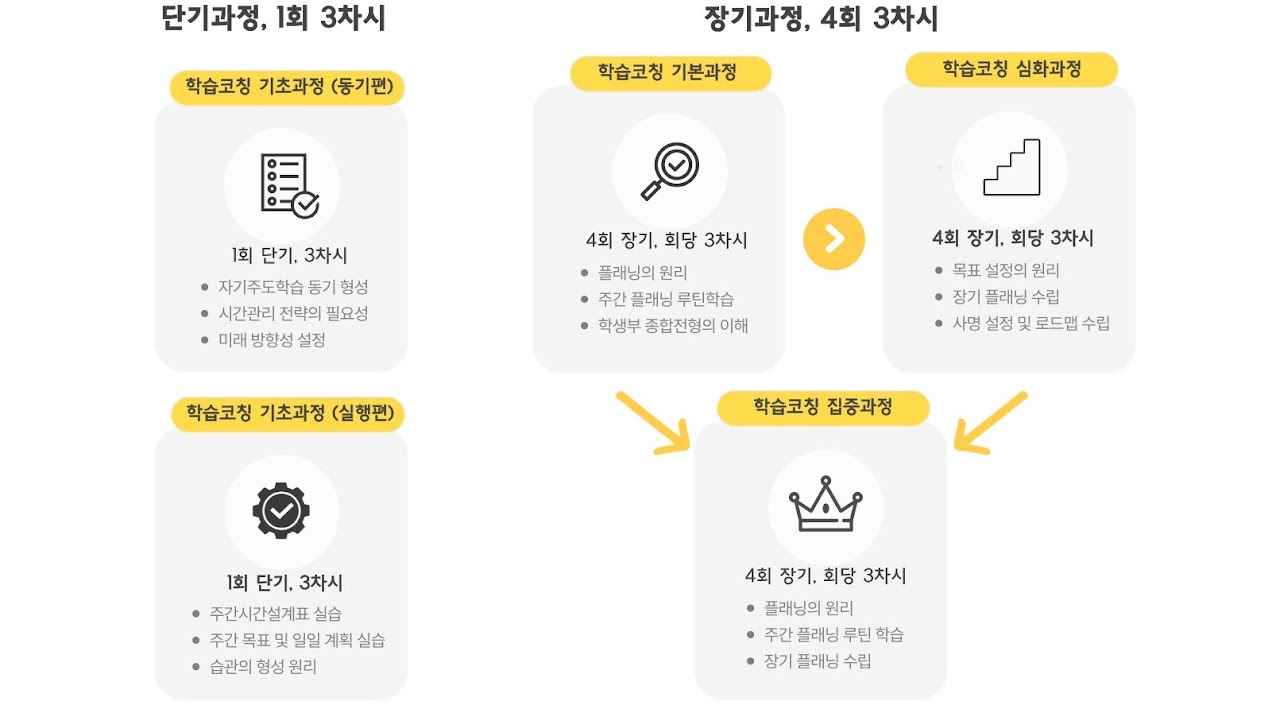 단기과정, 1회 3차시
학습코칭 기초과정 (동기편)
1회 단기, 3차시
자기주도학습 동기 형성
시간관리 전략의 필요성
미래 방향성 설정
학습코칭 기초과정 (실행편)
1회 단기, 3차시
주간시간설계표 실습
주간 목표 및 일일 계획 실습
습관의 형성 원리
장기과정, 4회 3차시
학습코칭 기본과정
4회 장기, 회당 3차시
플래닝의 원리
주간 플래닝 루틴학습
학생부 종합전형의 이해
학습코칭 심화과정
4회 장기, 회당 3차시
목표 설정의 원리
장기 플래닝 수립
사명 설정 및 로드맵 수립
학습코칭 집중과정
4회 장기, 회당 3차시
플래닝의 원리
주간 플래닝 루틴 학습
장기 플래닝 수립